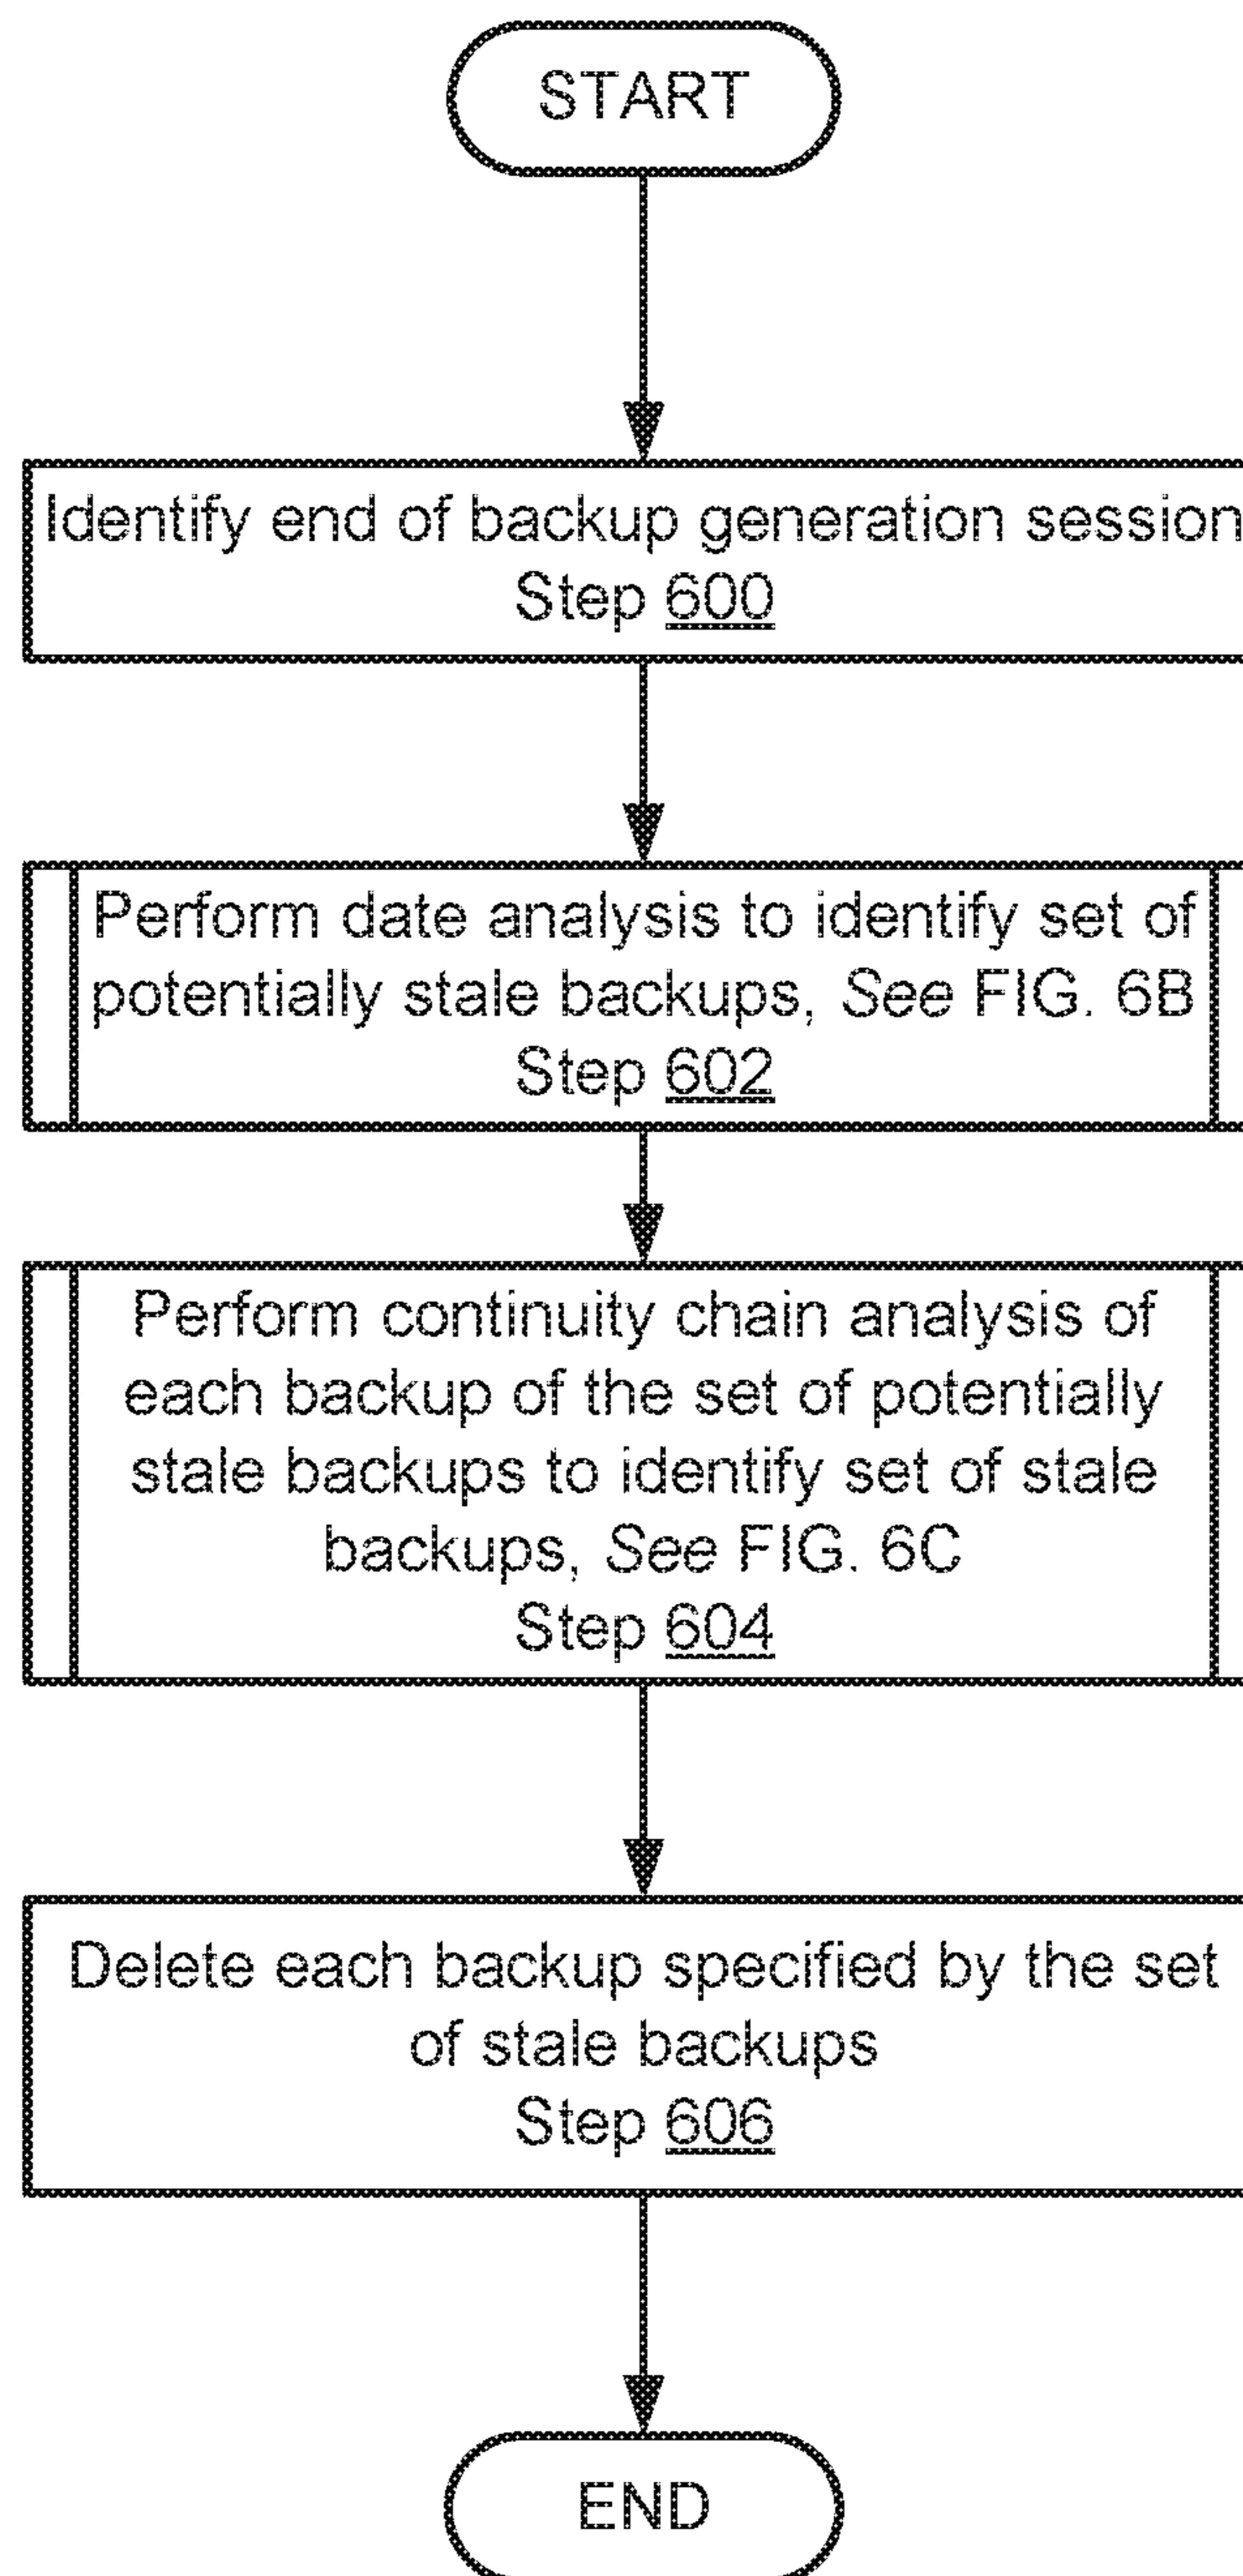 START
Identify end of backup generation session
Step 600
Perform date analysis to identify set of
potentially stale backups, See FIG. 6B
Step 602
Perform continuity chain analysis of
each backup of the set of potentially
stale backups to identify set of stale
backups, See FIG. 6C
Step 604
Delete each backup specified by the set
of stale backups
Step 606
END